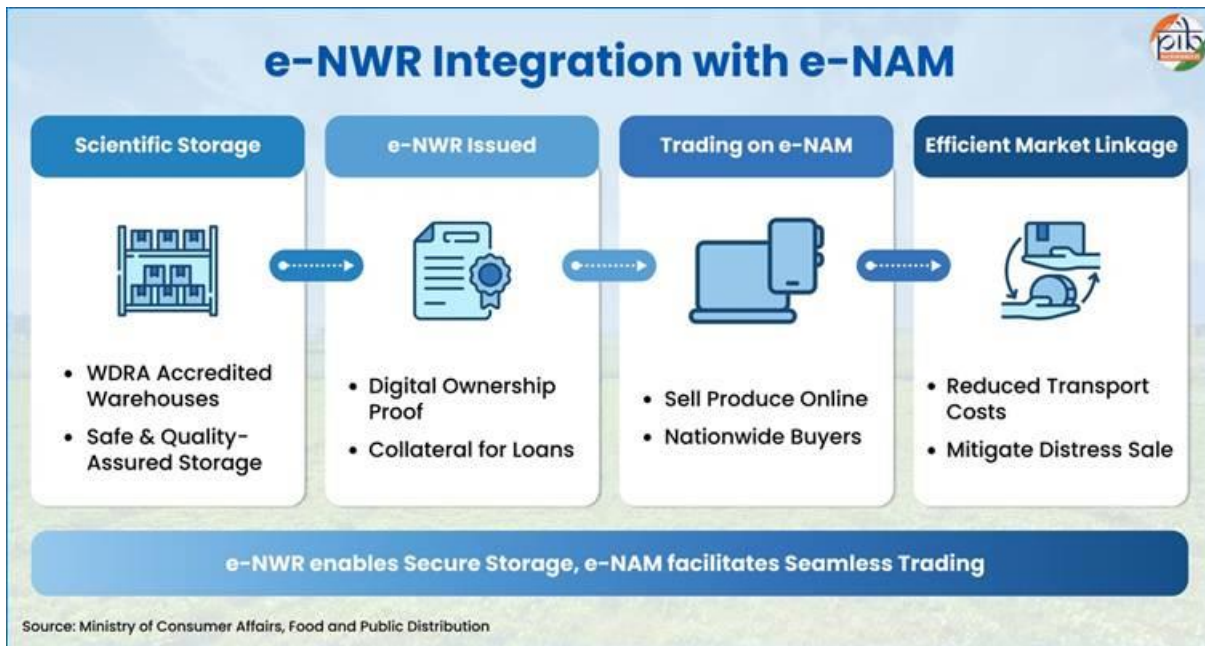 e-NWR Integration with e-NAM
pib
Scientific Storage
• WDRA Accredited
Warehouses
• Safe & Quality-
Assured Storage
e-NWR Issued
• Digital Ownership
Proof
• Collateral for Loans
Trading on e-NAM
• Sell Produce Online
• Nationwide Buyers
Efficient Market Linkage
• Reduced Transport
Costs
• Mitigate Distress Sale
e-NWR enables Secure Storage, e-NAM facilitates Seamless Trading
Source: Ministry of Consumer Affairs, Food and Public Distribution